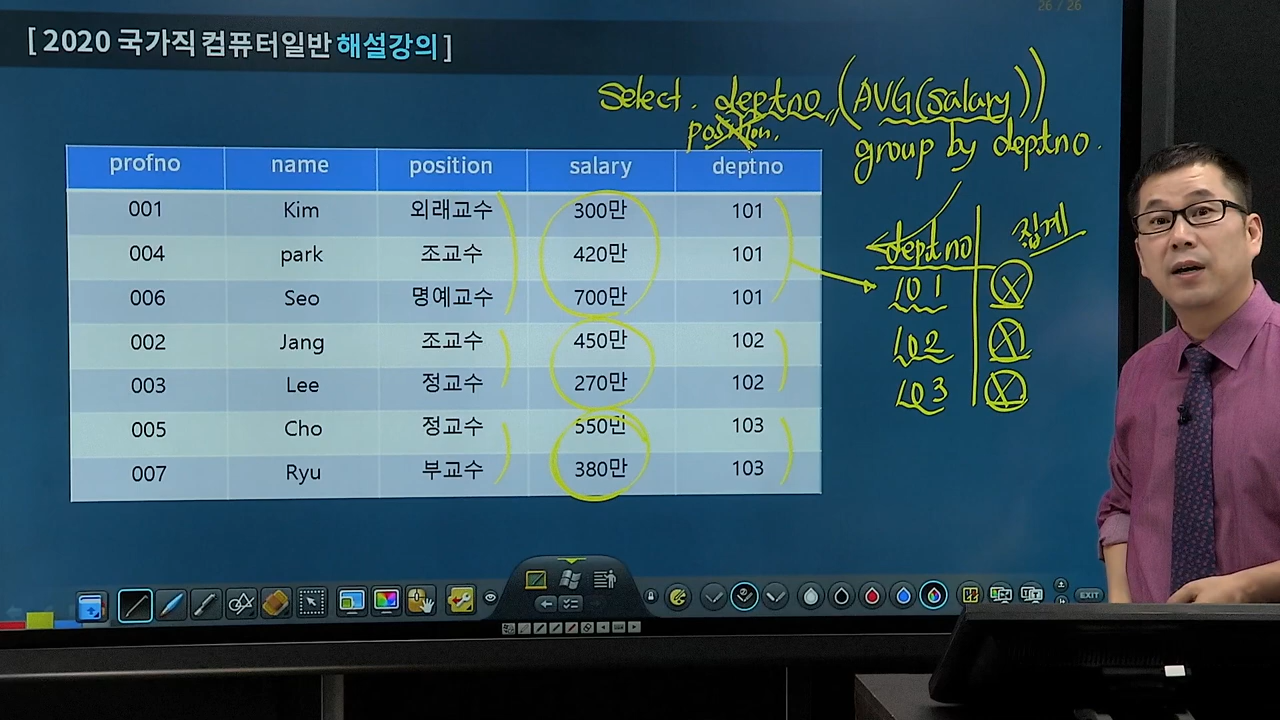 26 / 26
[ 2020 국가직 컴퓨터일반 해설강의 ]
Select. deptno, (AVG(salary))
position.
group by deptno.
profno name position salary deptno
001 Kim 외래교수 300만 101
004 park 조교수 420만 101
006 Seo 명예교수 700만 101
002 Jang 조교수 450만 102
003 Lee 정교수 270만 102
005 Cho 정교수 550만 103
007 Ryu 부교수 380만 103
deptno 집계
101
102
103
EXIT